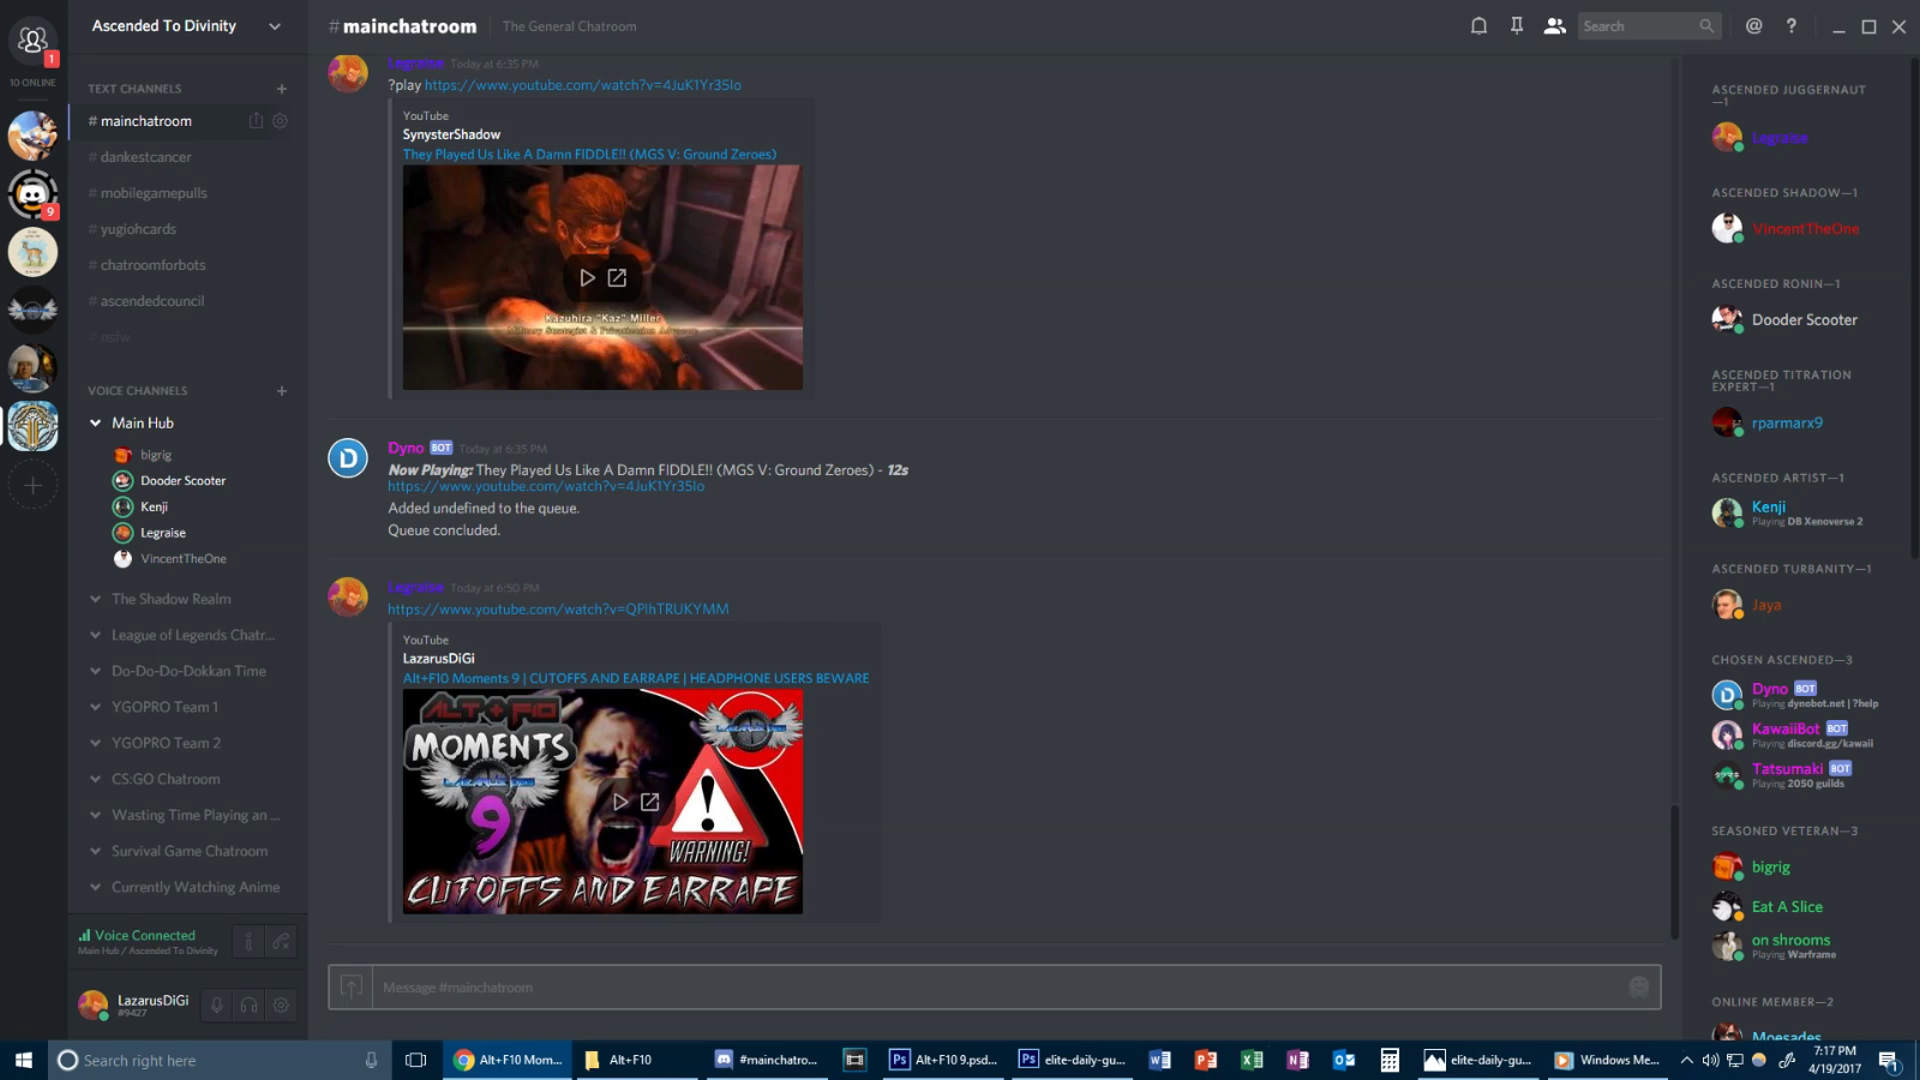 1
10 ONLINE
9
Ascended To Divinity
TEXT CHANNELS
# mainchatroom
# dankestcancer
# mobilegamepulls
# yugiohcards
# chatroomforbots
# ascendedcouncil
# nsfw
VOICE CHANNELS
Main Hub
bigrig
Dooder Scooter
Kenji
Legraise
VincentTheOne
The Shadow Realm
League of Legends Chatr...
Do-Do-Do-Dokkan Time
YGOPRO Team 1
YGOPRO Team 2
CS:GO Chatroom
Wasting Time Playing an ...
Survival Game Chatroom
Currently Watching Anime
Voice Connected
Main Hub / Ascended To Divinity
LazarusDiGi
#9427
#mainchatroom
The General Chatroom
Search
Legraise Today at 6:35 PM
?play https://www.youtube.com/watch?v=4JuK1Yr35Io
YouTube
SynysterShadow
They Played Us Like A Damn FIDDLE!! (MGS V: Ground Zeroes)
Kazuhira "Kaz" Miller
Dyno BOT Today at 6:35 PM
Now Playing: They Played Us Like A Damn FIDDLE!! (MGS V: Ground Zeroes) - 12s
https://www.youtube.com/watch?v=4JuK1Yr35Io
Added undefined to the queue.
Queue concluded.
Legraise Today at 6:50 PM
https://www.youtube.com/watch?v=QPlhTRUKYMM
YouTube
LazarusDiGi
Alt+F10 Moments 9 | CUTOFFS AND EARRAPE | HEADPHONE USERS BEWARE
ALT + F10
MOMENTS
9
WARNING!
CUTOFFS AND EARRAPE
Message #mainchatroom
ASCENDED JUGGERNAUT
—1
Legraise
ASCENDED SHADOW—1
VincentTheOne
ASCENDED RONIN—1
Dooder Scooter
ASCENDED TITRATION
EXPERT—1
rparmarx9
ASCENDED ARTIST—1
Kenji
Playing DB Xenoverse 2
ASCENDED TURBANITY—1
Jaya
CHOSEN ASCENDED—3
Dyno BOT
Playing dynobot.net | ?help
KawaiiBot BOT
Playing discord.gg/kawaii
Tatsumaki BOT
Playing 2050 guilds
SEASONED VETERAN—3
bigrig
Eat A Slice
on shrooms
Playing Warframe
ONLINE MEMBER—2
Moesades
Search right here
Alt+F10 Mom...
Alt+F10
#mainchatro...
Alt+F10 9.psd...
elite-daily-gu...
elite-daily-gu...
Windows Me...
7:17 PM
4/19/2017
1